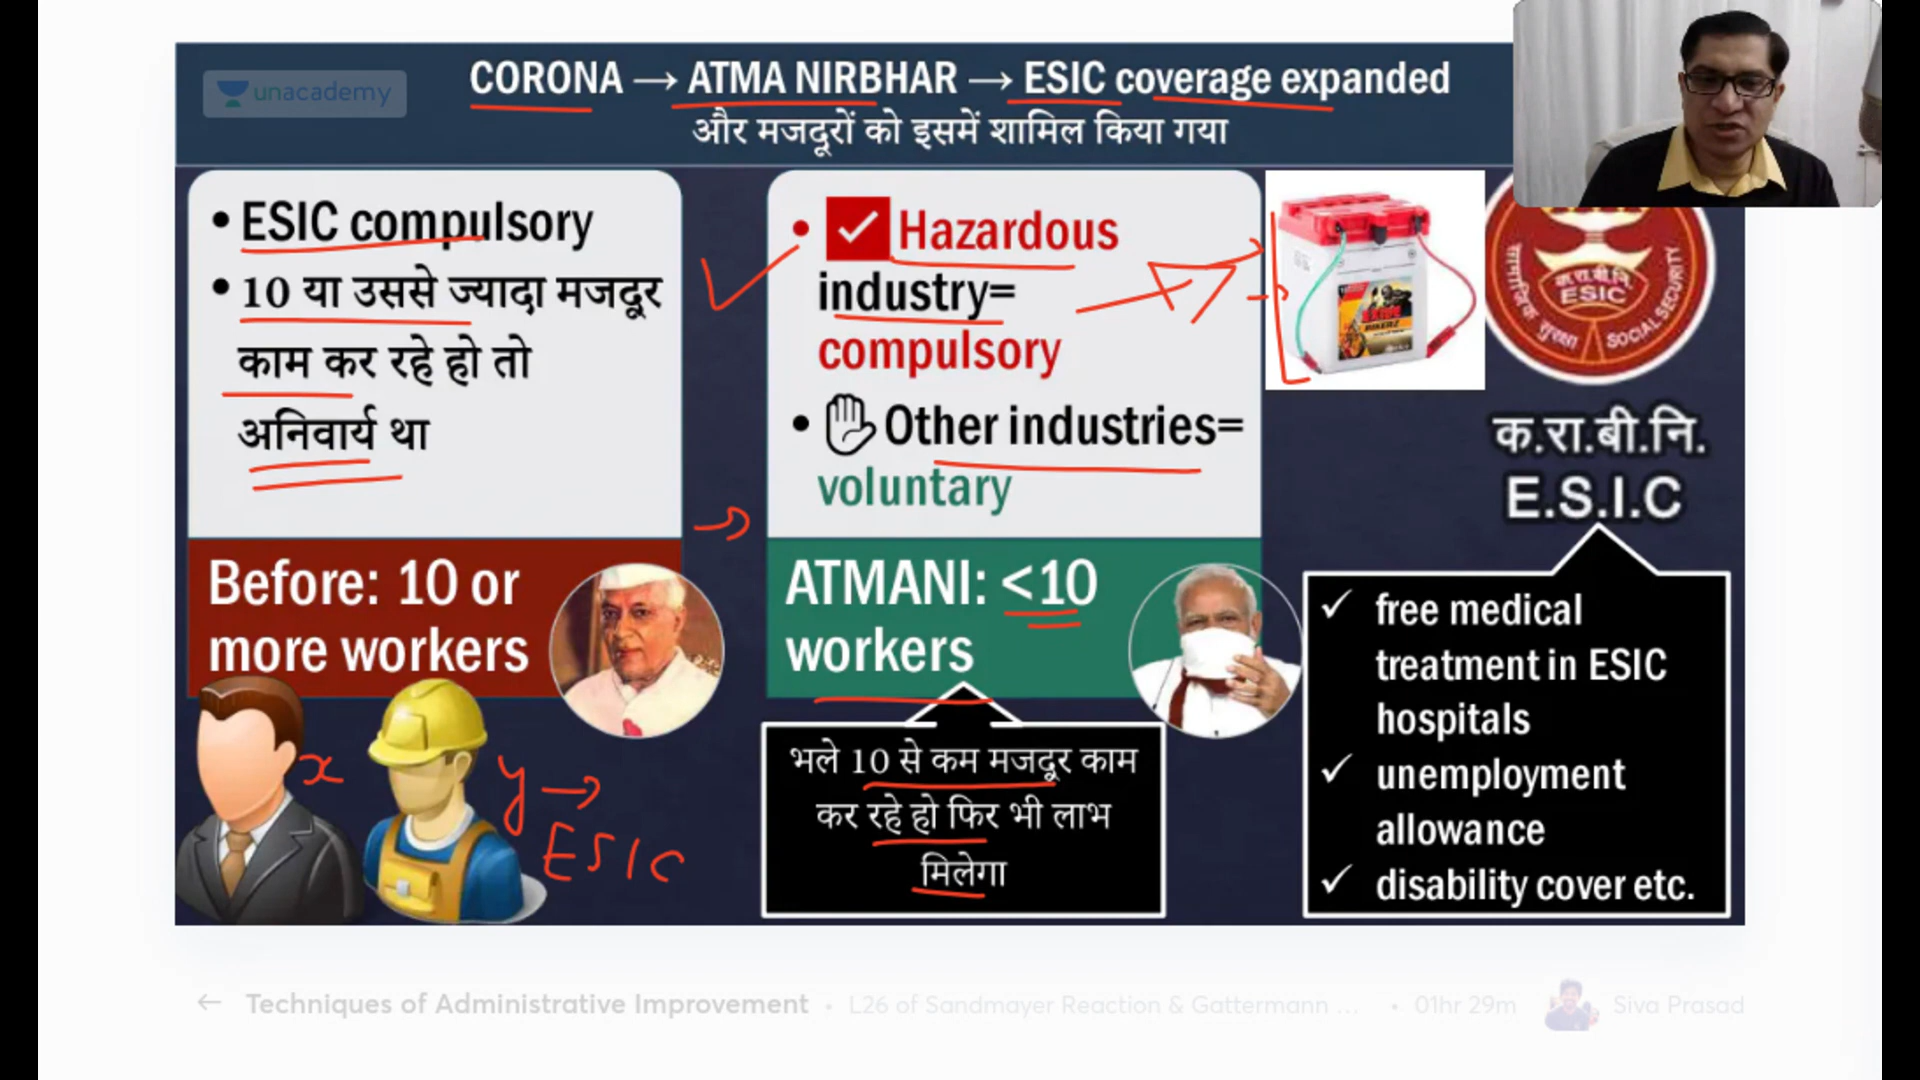 unacademy
CORONA → ATMA NIRBHAR → ESIC coverage expanded
और मजदूरों को इसमें शामिल किया गया
• ESIC compulsory
• 10 या उससे ज्यादा मजदूर
काम कर रहे हो तो
अनिवार्य था
Before: 10 or
more workers
x
y →
ESIC
• Hazardous
industry=
compulsory
• Other industries=
voluntary
ATMANI: <10
workers
भले 10 से कम मजदूर काम
कर रहे हो फिर भी लाभ
मिलेगा
क.रा.बी.नि.
ESIC
सामाजिक सुरक्षा
SOCIAL SECURITY
क.रा.बी.नि.
E.S.I.C
✓ free medical
treatment in ESIC
hospitals
✓ unemployment
allowance
✓ disability cover etc.
← Techniques of Administrative Improvement • L26 of Sandmayer Reaction & Gattermann ... • 01hr 29m Siva Prasad